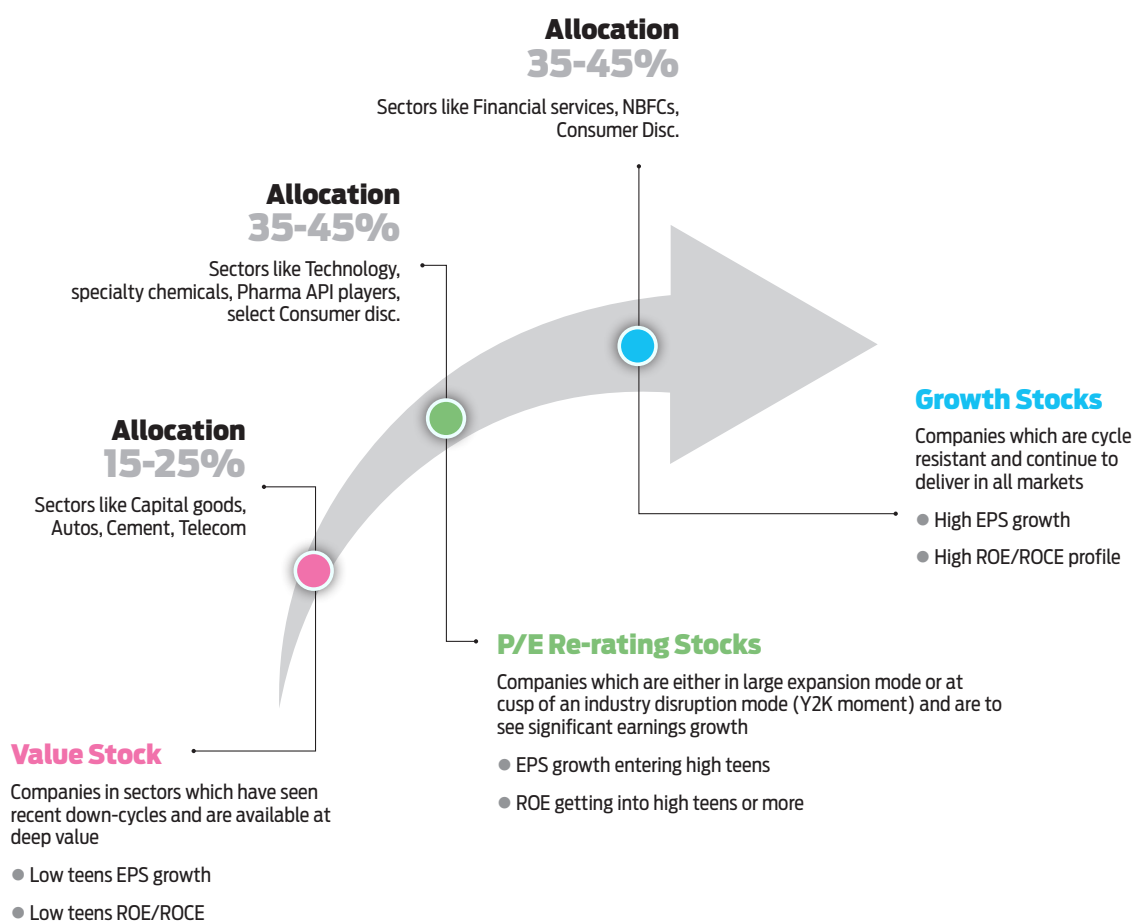 Allocation
35-45%
Sectors like Financial services, NBFCs,
Consumer Disc.
Allocation
35-45%
Sectors like Technology,
specialty chemicals, Pharma API players,
select Consumer disc.
Allocation
15-25%
Sectors like Capital goods,
Autos, Cement, Telecom
Growth Stocks
Companies which are cycle
resistant and continue to
deliver in all markets
● High EPS growth
● High ROE/ROCE profile
P/E Re-rating Stocks
Companies which are either in large expansion mode or at
cusp of an industry disruption mode (Y2K moment) and are to
see significant earnings growth
● EPS growth entering high teens
● ROE getting into high teens or more
Value Stock
Companies in sectors which have seen
recent down-cycles and are available at
deep value
● Low teens EPS growth
● Low teens ROE/ROCE